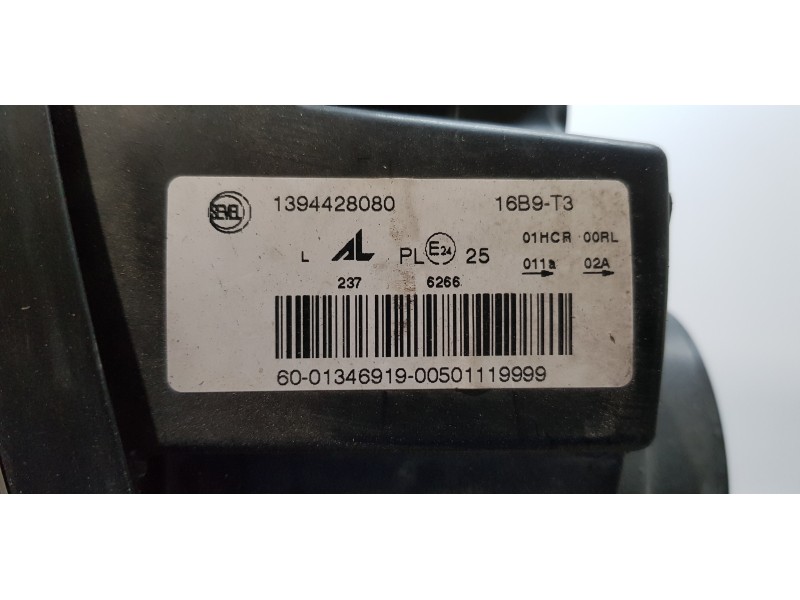 SEVEL 1394428080 16B9-T3
L AL PL E24 25 01HCR 00RL
011a 02A
237 6266
60-01346919-00501119999